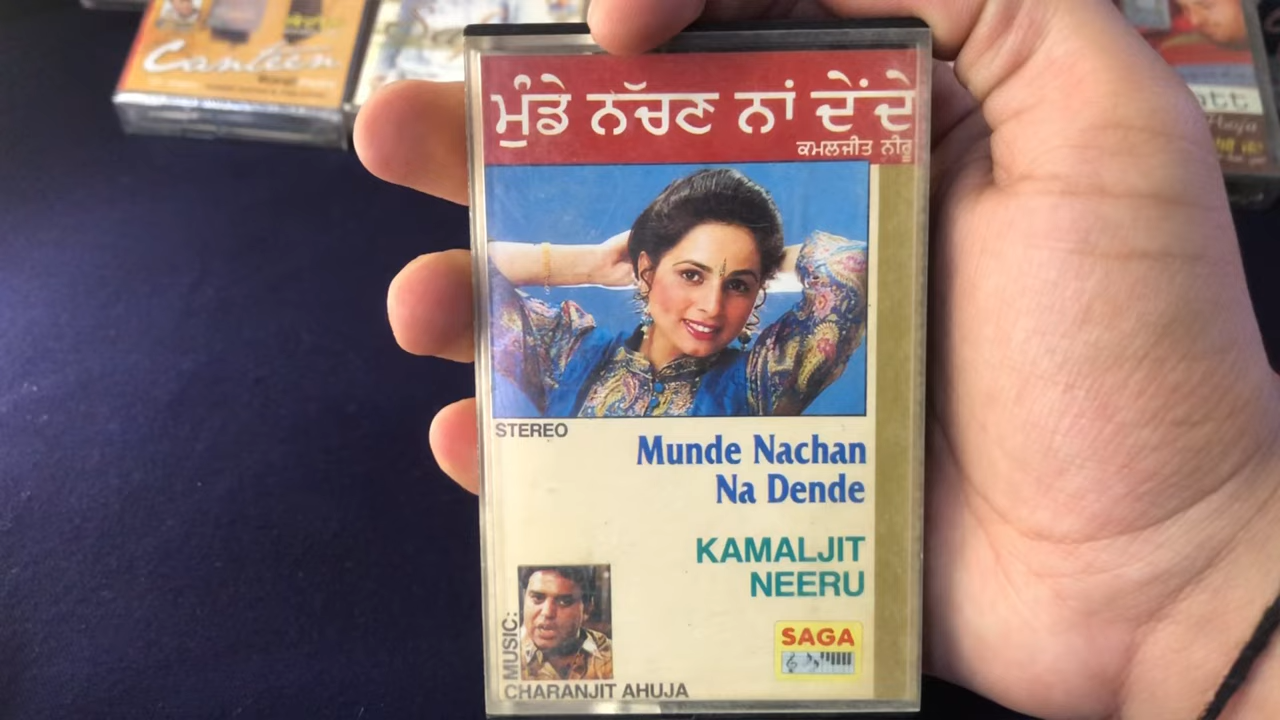 Canteen
ਮੁੰਡੇ ਨੱਚਣ ਨਾਂ ਦੇਂਦੇ
ਕਮਲਜੀਤ ਨੀਰੂ
STEREO
Munde Nachan
Na Dende
KAMALJIT
NEERU
MUSIC:
CHARANJIT AHUJA
SAGA